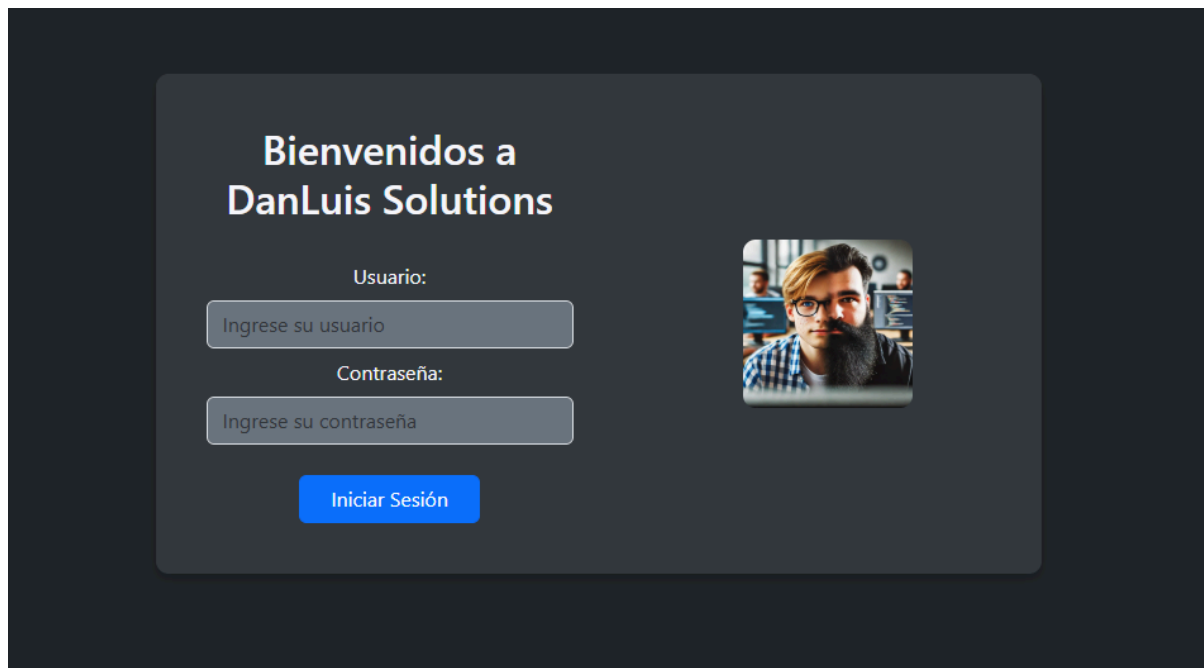 Bienvenidos a
DanLuis Solutions
Usuario:
Ingrese su usuario
Contraseña:
Ingrese su contraseña
Iniciar Sesión